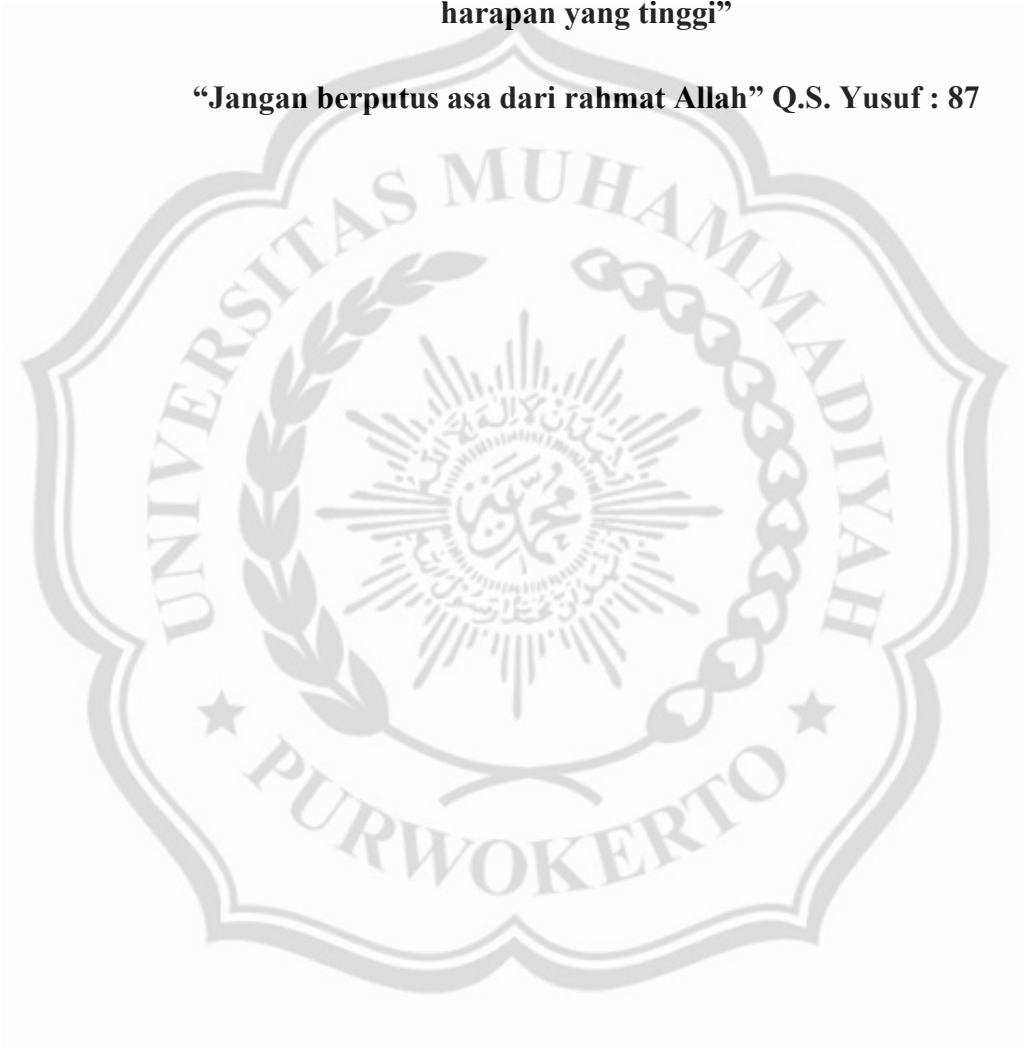 harapan yang tinggi”
“Jangan berputus asa dari rahmat Allah” Q.S. Yusuf : 87
UNIVERSITAS MUHAMMADIYAH
PURWOKERTO